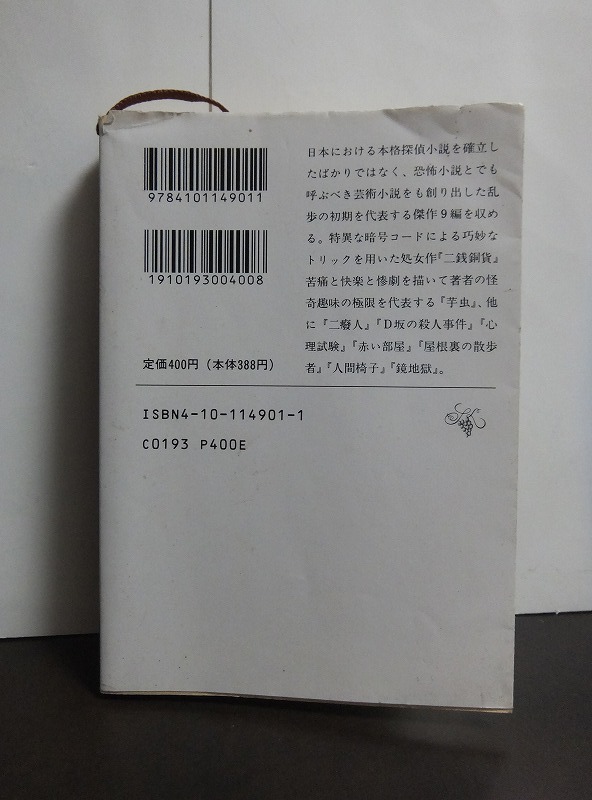 9784101149011
1910193004008
定価400円（本体388円）
日本における本格探偵小説を確立し
たばかりではなく、恐怖小説とでも
呼ぶべき芸術小説をも創り出した乱
歩の初期を代表する傑作９編を収め
る。特異な暗号コードによる巧妙な
トリックを用いた処女作『二銭銅貨』
苦痛と快楽と惨劇を描いて著者の怪
奇趣味の極限を代表する『芋虫』、他
に『二癈人』『Ｄ坂の殺人事件』『心
理試験』『赤い部屋』『屋根裏の散歩
者』『人間椅子』『鏡地獄』。
ISBN4-10-114901-1
C0193 P400E